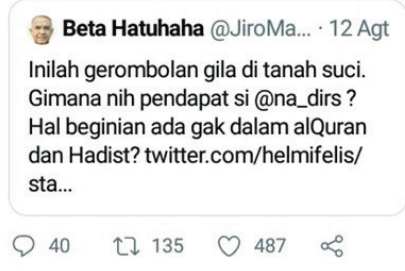 Beta Hatuhaha @JiroMa... · 12 Agt
Inilah gerombolan gila di tanah suci.
Gimana nih pendapat si @na_dirs ?
Hal beginian ada gak dalam alQuran
dan Hadist? twitter.com/helmifelis/
sta...
40 135 487